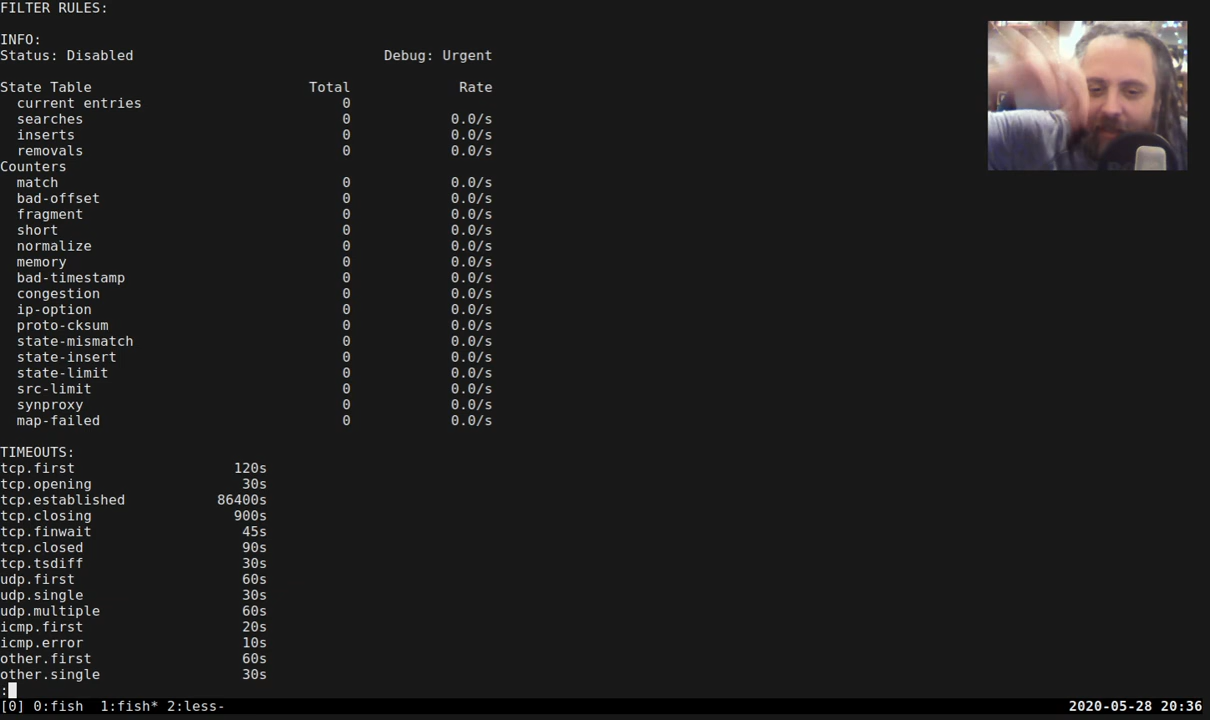 FILTER RULES:
INFO:
Status: Disabled Debug: Urgent
State Table Total Rate
current entries 0
searches 0 0.0/s
inserts 0 0.0/s
removals 0 0.0/s
Counters
match 0 0.0/s
bad-offset 0 0.0/s
fragment 0 0.0/s
short 0 0.0/s
normalize 0 0.0/s
memory 0 0.0/s
bad-timestamp 0 0.0/s
congestion 0 0.0/s
ip-option 0 0.0/s
proto-cksum 0 0.0/s
state-mismatch 0 0.0/s
state-insert 0 0.0/s
state-limit 0 0.0/s
src-limit 0 0.0/s
synproxy 0 0.0/s
map-failed 0 0.0/s
TIMEOUTS:
tcp.first 120s
tcp.opening 30s
tcp.established 86400s
tcp.closing 900s
tcp.finwait 45s
tcp.closed 90s
tcp.tsdiff 30s
udp.first 60s
udp.single 30s
udp.multiple 60s
icmp.first 20s
icmp.error 10s
other.first 60s
other.single 30s
:
[0] 0:fish 1:fish* 2:less- 2020-05-28 20:36